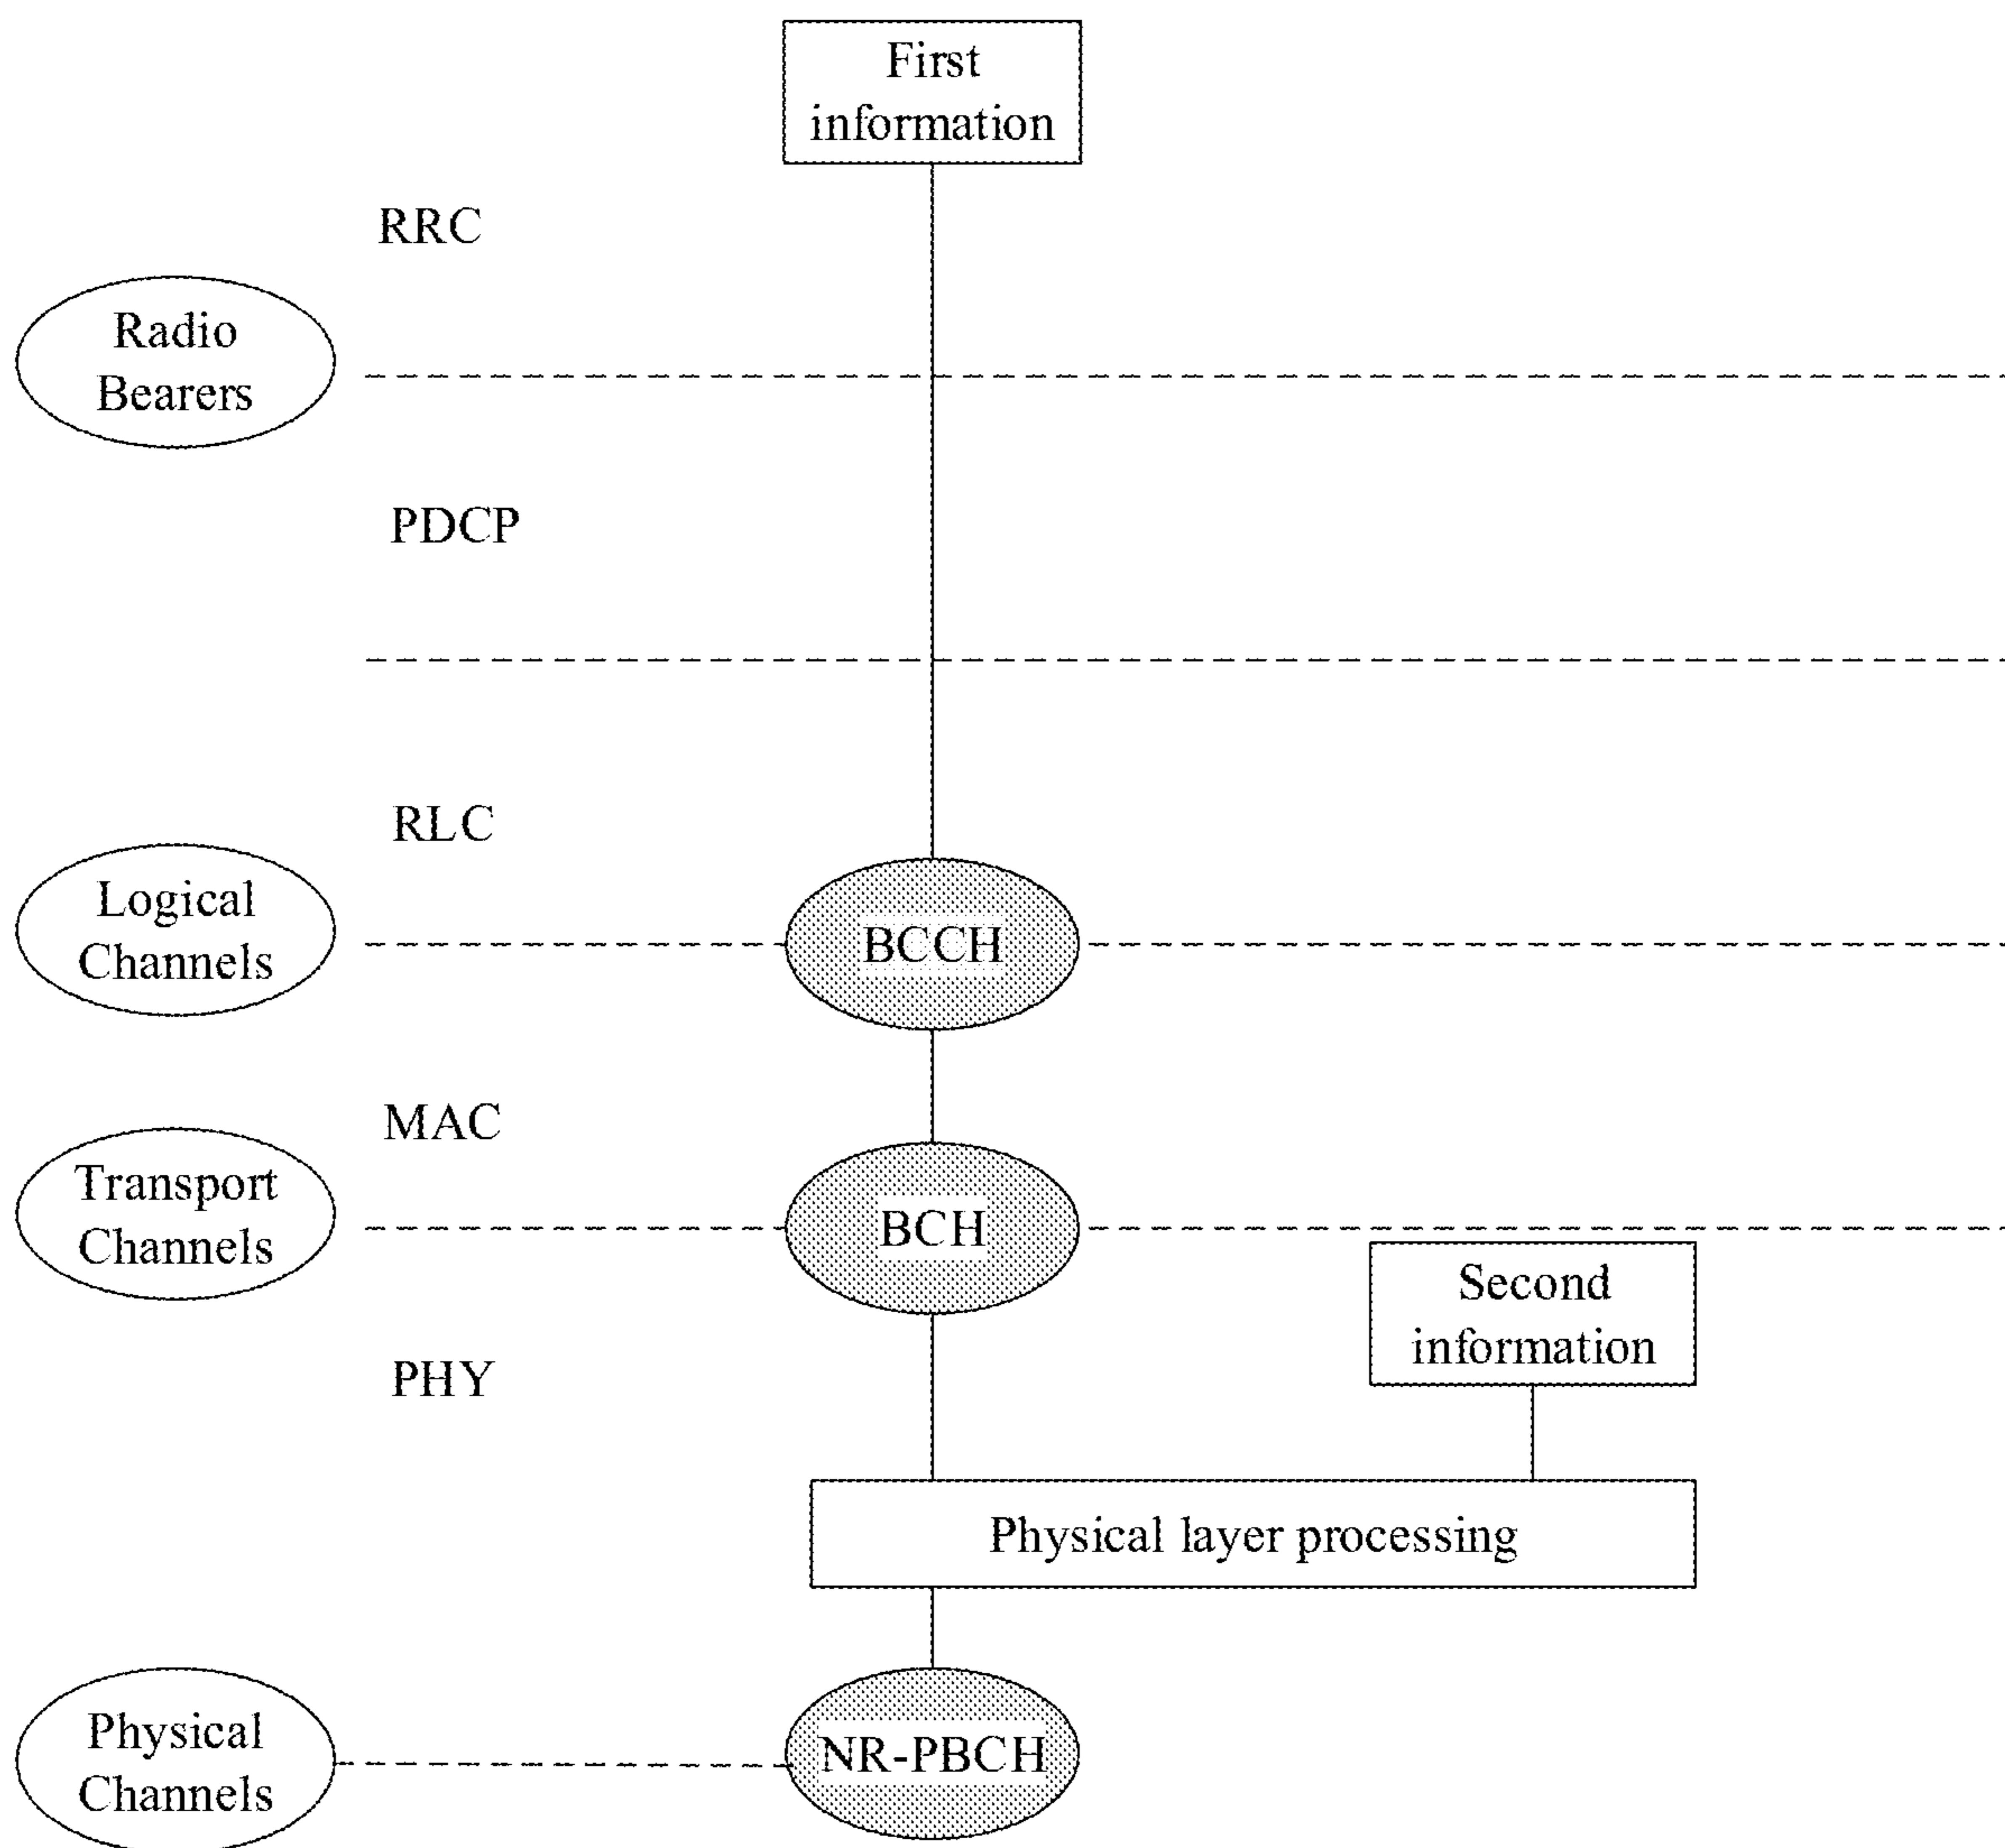 First
information
RRC
Radio
Bearers
PDCP
RLC
Logical
Channels
BCCH
MAC
Transport
Channels
BCH
Second
information
PHY
Physical layer processing
Physical
Channels
NR-PBCH